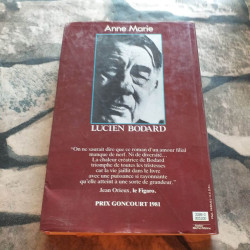 Anne Marie
LUCIEN BODARD
"On ne saurait dire que ce roman d'un amour filial
manque de nerf. Ni de diversité...
La chaleur créatrice de Bodard
triomphe de toutes les tristesses
car la vie jaillit dans le livre
avec une puissance si rayonnante
qu'elle atteint à une sorte de grandeur."
Jean Orieux, le Figaro.
PRIX GONCOURT 1981